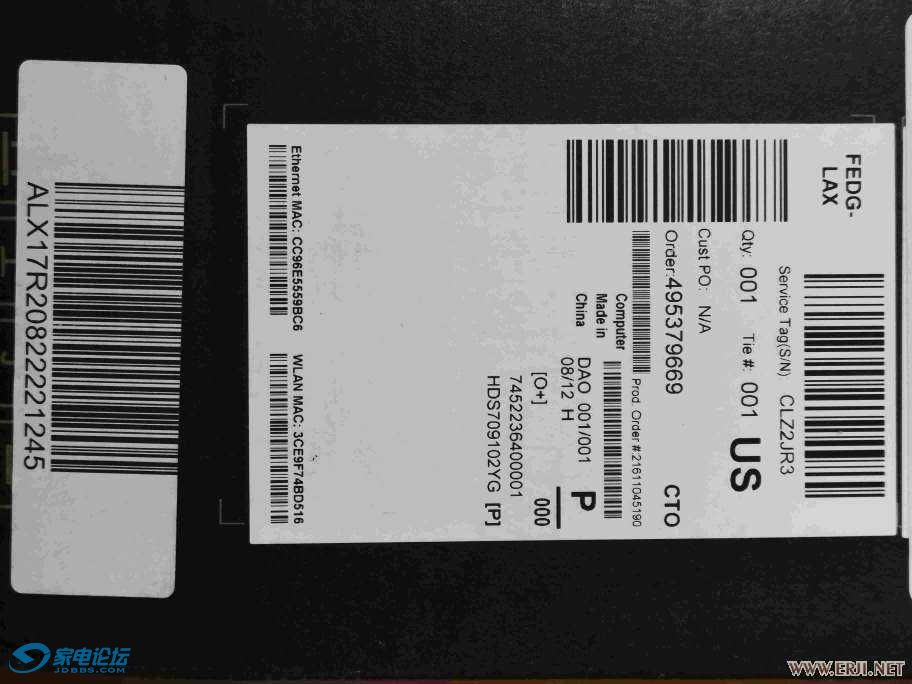 FEDG-
LAX
Service Tag(S/N): CLZ2JR3
Qty: 001 Tie #: 001 US
Cust PO: N/A
Order:495379669 CTO
Prod. Order #:21611045190
Computer
Made in
China
DAO 001/001
08/12 H
P
000
[O+]
7452236400001
HDS709102YG [P]
Ethernet MAC: CC96E5559BC6
WLAN MAC: 3CE9F74BD516
ALX17R2082221245
家电论坛
JDBBS.COM
WWW.ERJI.NET